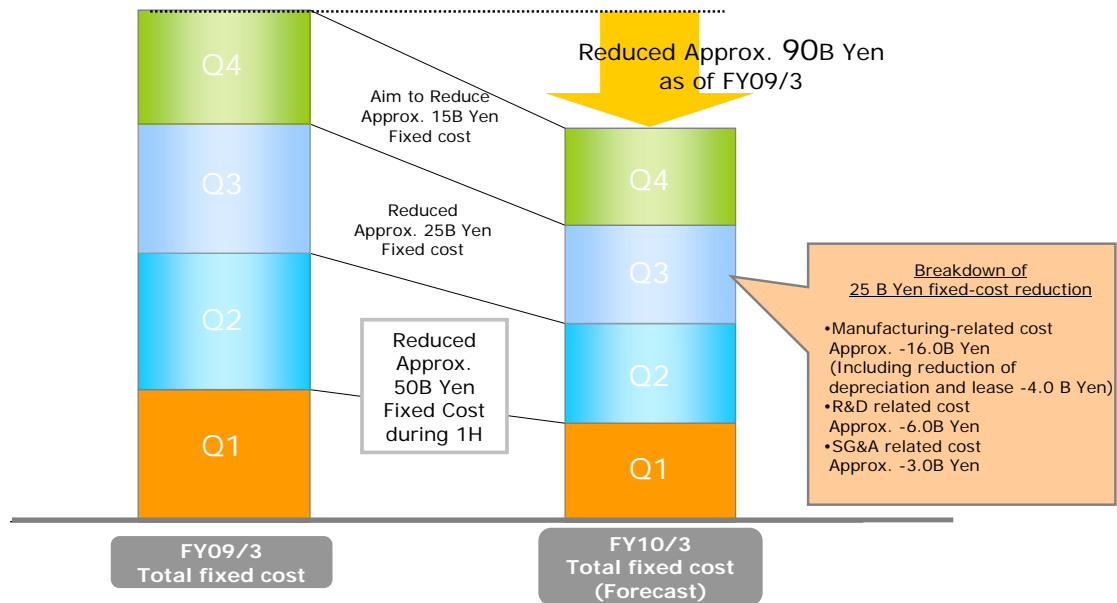 Reduced Approx. 90B Yen
as of FY09/3
Q4
Q3
Q2
Q1
Aim to Reduce
Approx. 15B Yen
Fixed cost
Reduced
Approx. 25B Yen
Fixed cost
Reduced
Approx.
50B Yen
Fixed Cost
during 1H
Q4
Q3
Q2
Q1
Breakdown of
25 B Yen fixed-cost reduction
•Manufacturing-related cost
Approx. -16.0B Yen
(Including reduction of
depreciation and lease -4.0 B Yen)
•R&D related cost
Approx. -6.0B Yen
•SG&A related cost
Approx. -3.0B Yen
FY09/3
Total fixed cost
FY10/3
Total fixed cost
(Forecast)